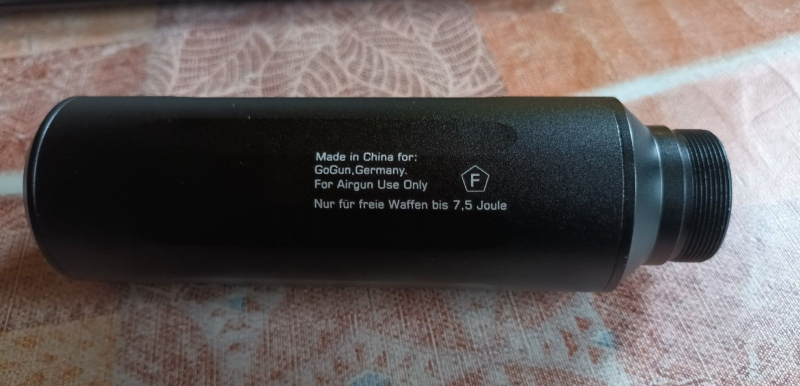 Made in China for:
GoGun,Germany.
For Airgun Use Only
F
Nur für freie Waffen bis 7,5 Joule